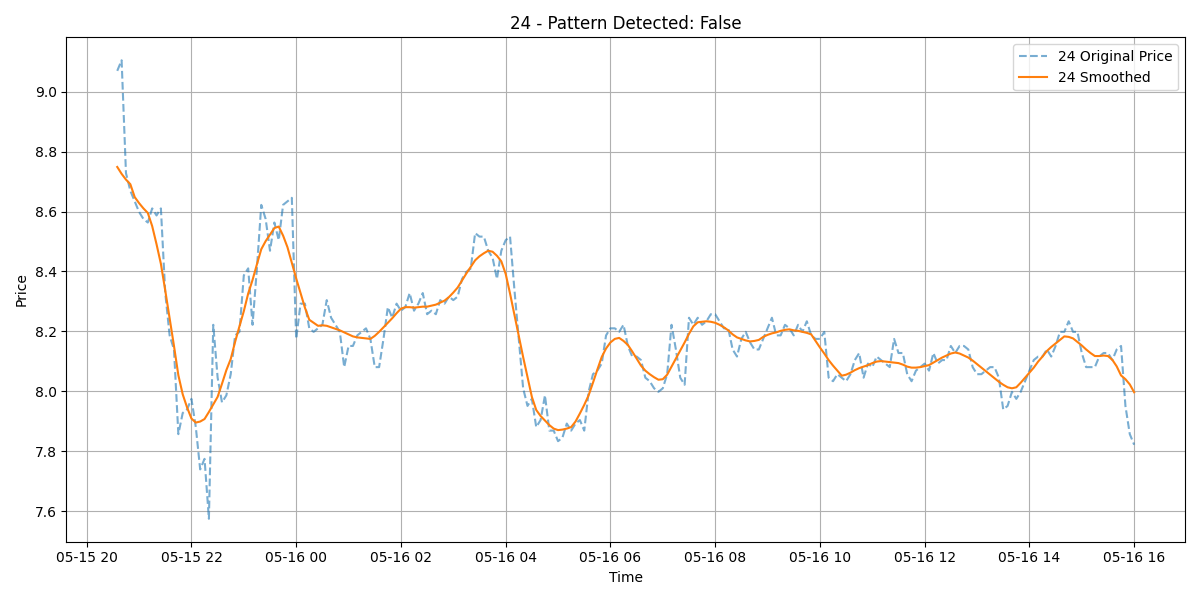 24 - Pattern Detected: False
24 Original Price
24 Smoothed
Price
9.0
8.8
8.6
8.4
8.2
8.0
7.8
7.6
05-15 20 05-15 22 05-16 00 05-16 02 05-16 04 05-16 06 05-16 08 05-16 10 05-16 12 05-16 14 05-16 16
Time